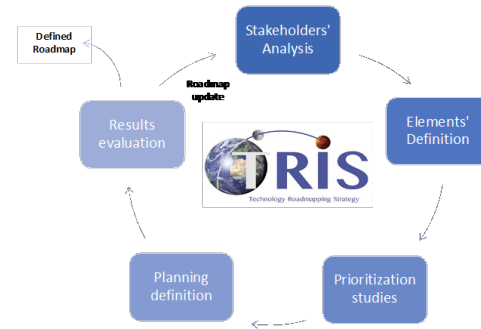 Defined
Roadmap
Stakeholders'
Analysis
Roadmap
update
Elements'
Definition
Results
evaluation
TRIS
Technology Roadmapping Strategy
Planning
definition
Prioritization
studies